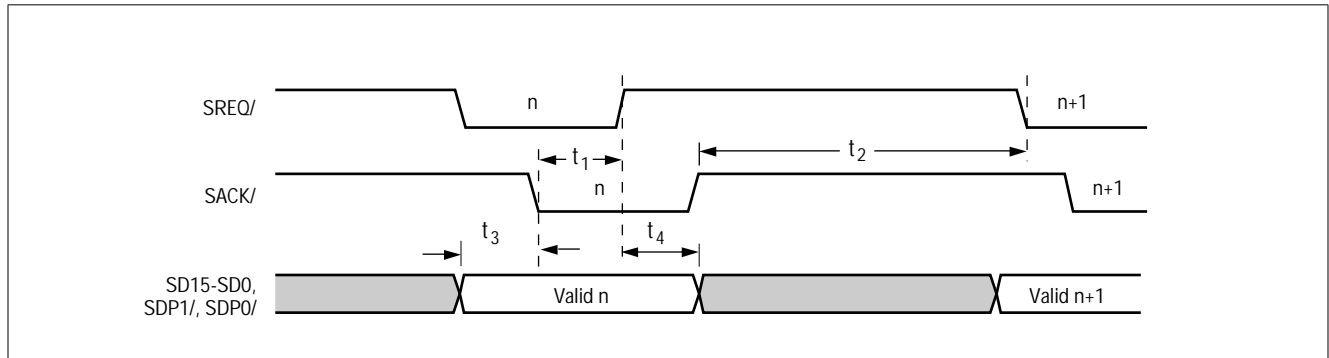 SREQ/
n
n+1
t1
t2
SACK/
n
n+1
t3
t4
SD15-SD0,
SDP1/, SDP0/
Valid n
Valid n+1